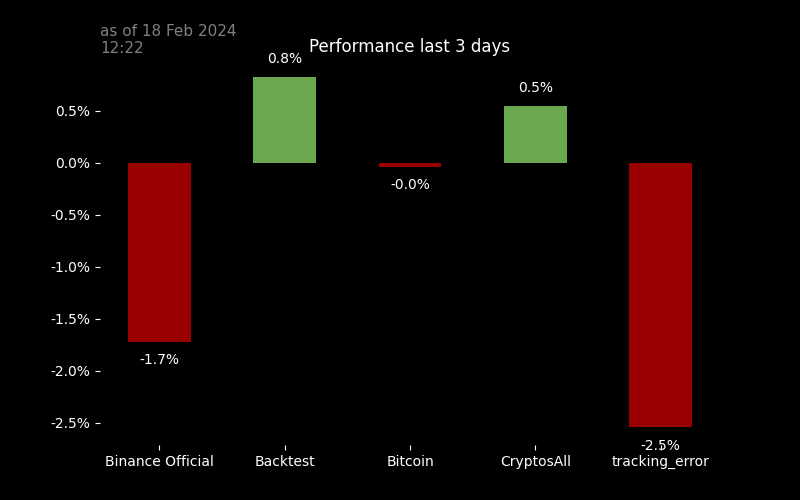 as of 18 Feb 2024
12:22
Performance last 3 days
0.8%
0.5%
0.5%
0.0%
-0.0%
-0.5%
-1.0%
-1.5%
-1.7%
-2.0%
-2.5%
-2.5%
Binance Official
Backtest
Bitcoin
CryptosAll
tracking_error